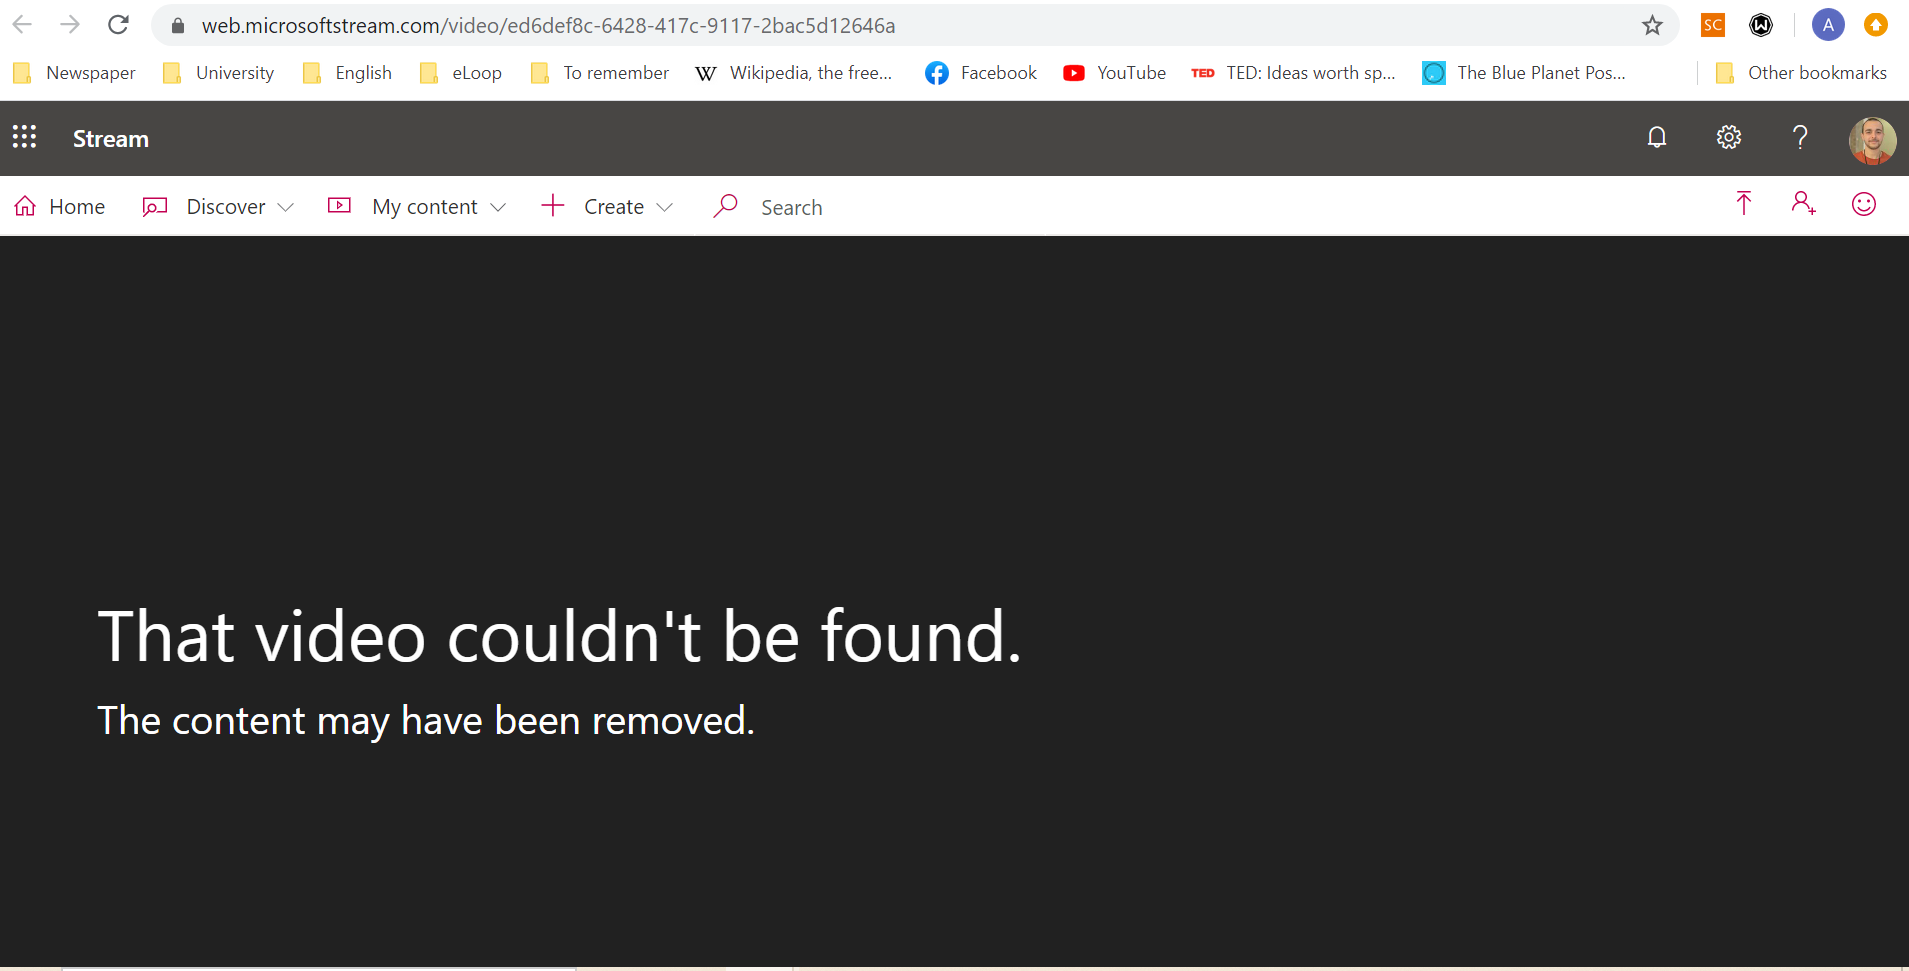 web.microsoftstream.com/video/ed6def8c-6428-417c-9117-2bac5d12646a
SC
W
A
Newspaper
University
English
eLoop
To remember
W
Wikipedia, the free...
Facebook
YouTube
TED
TED: Ideas worth sp...
The Blue Planet Pos...
Other bookmarks
Stream
?
Home
Discover
My content
Create
Search
That video couldn't be found.
The content may have been removed.